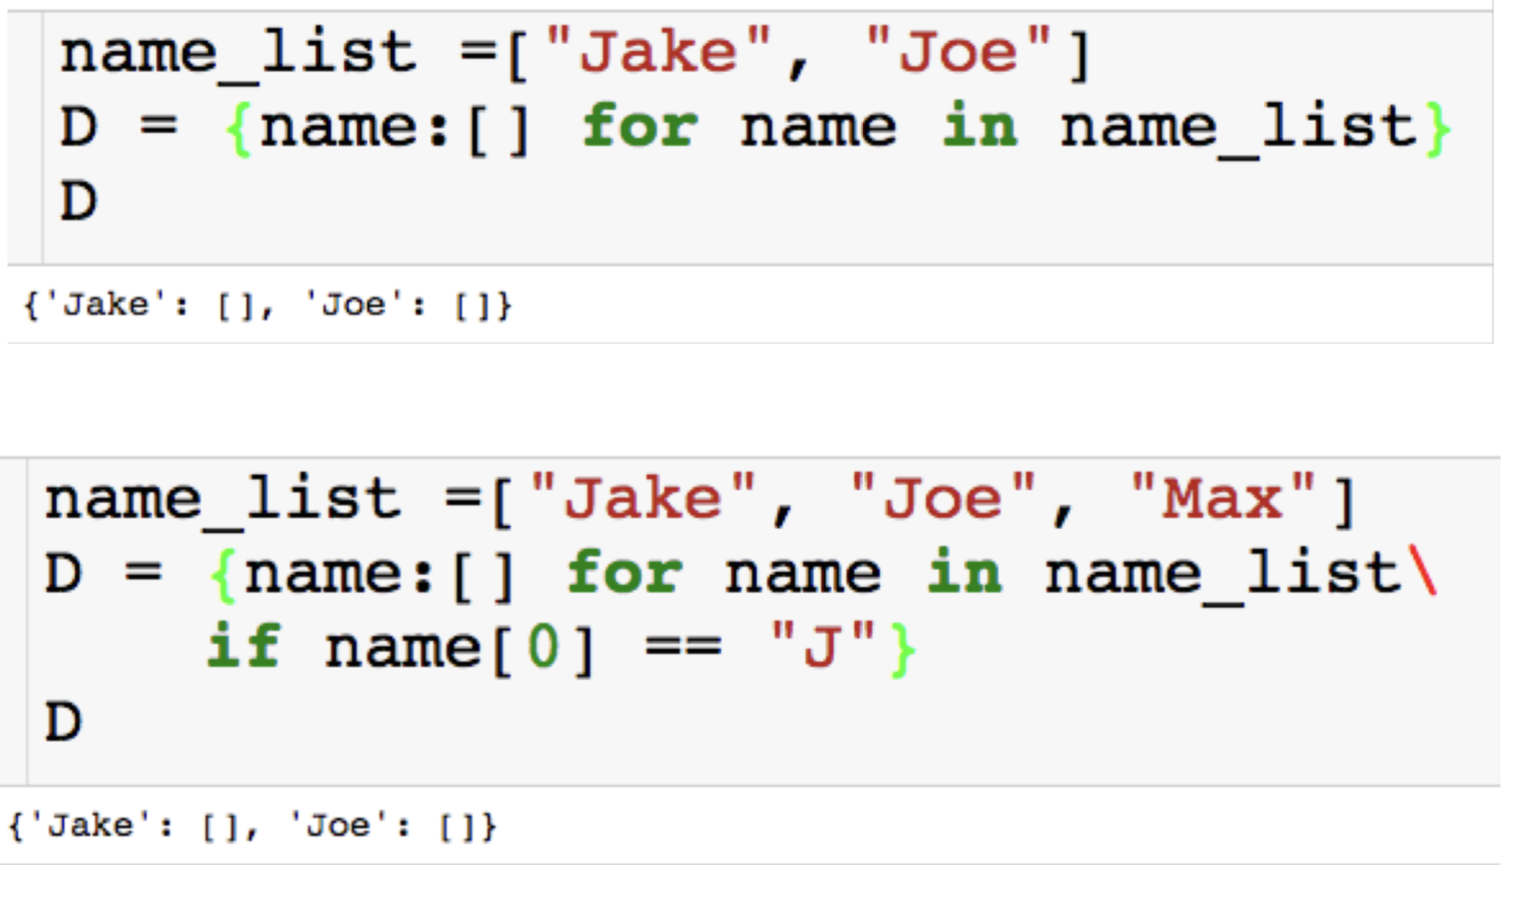 name_list =["Jake", "Joe"]
D = {name:[] for name in name_list}
D
{'Jake': [], 'Joe': []}
name_list =["Jake", "Joe", "Max"]
D = {name:[] for name in name_list\
if name[0] == "J"}
D
{'Jake': [], 'Joe': []}